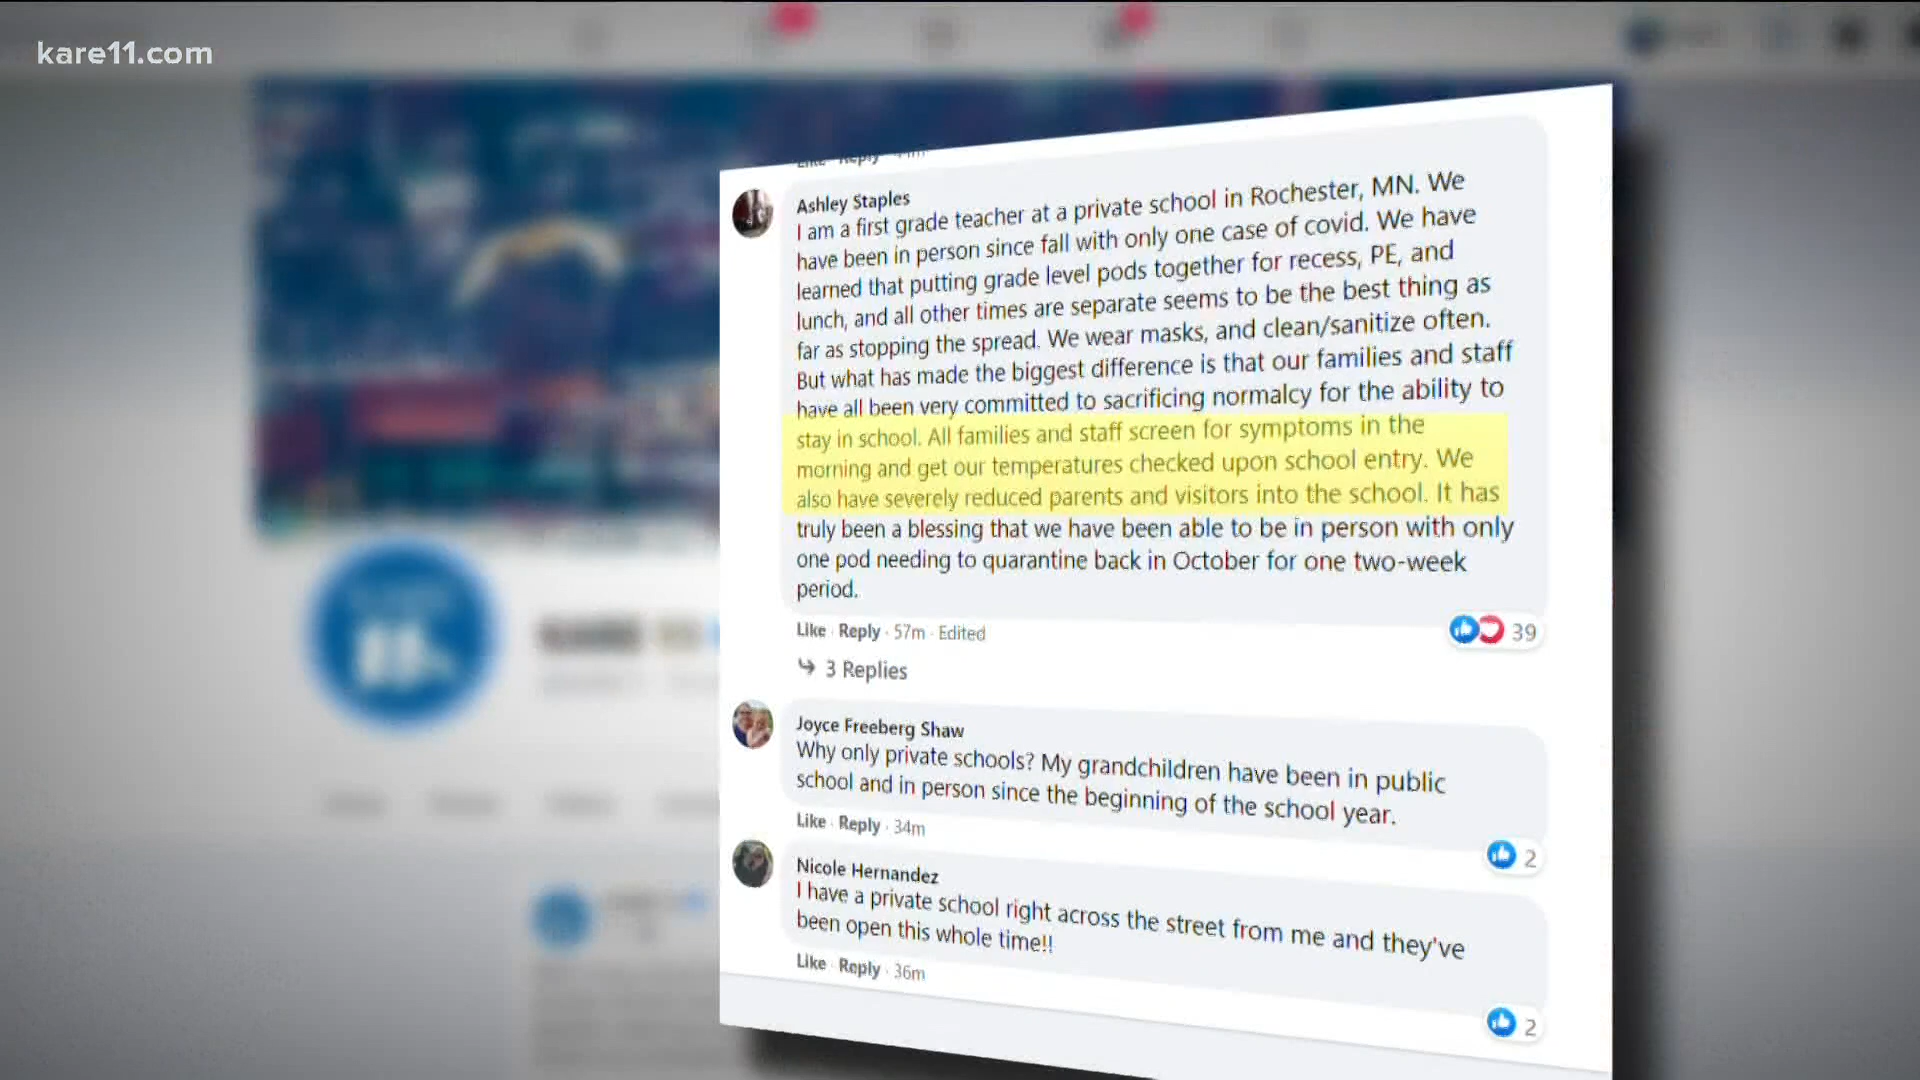 kare11.com
Like Reply 44m
Ashley Staples
I am a first grade teacher at a private school in Rochester, MN. We
have been in person since fall with only one case of covid. We have
learned that putting grade level pods together for recess, PE, and
lunch, and all other times are separate seems to be the best thing as
far as stopping the spread. We wear masks, and clean/sanitize often.
But what has made the biggest difference is that our families and staff
have all been very committed to sacrificing normalcy for the ability to
stay in school. All families and staff screen for symptoms in the
morning and get our temperatures checked upon school entry. We
also have severely reduced parents and visitors into the school. It has
truly been a blessing that we have been able to be in person with only
one pod needing to quarantine back in October for one two-week
period.
Like · Reply · 57m · Edited
39
3 Replies
Joyce Freeberg Shaw
Why only private schools? My grandchildren have been in public
school and in person since the beginning of the school year.
Like · Reply · 34m
2
Nicole Hernandez
I have a private school right across the street from me and they've
been open this whole time!!
Like · Reply · 36m
2